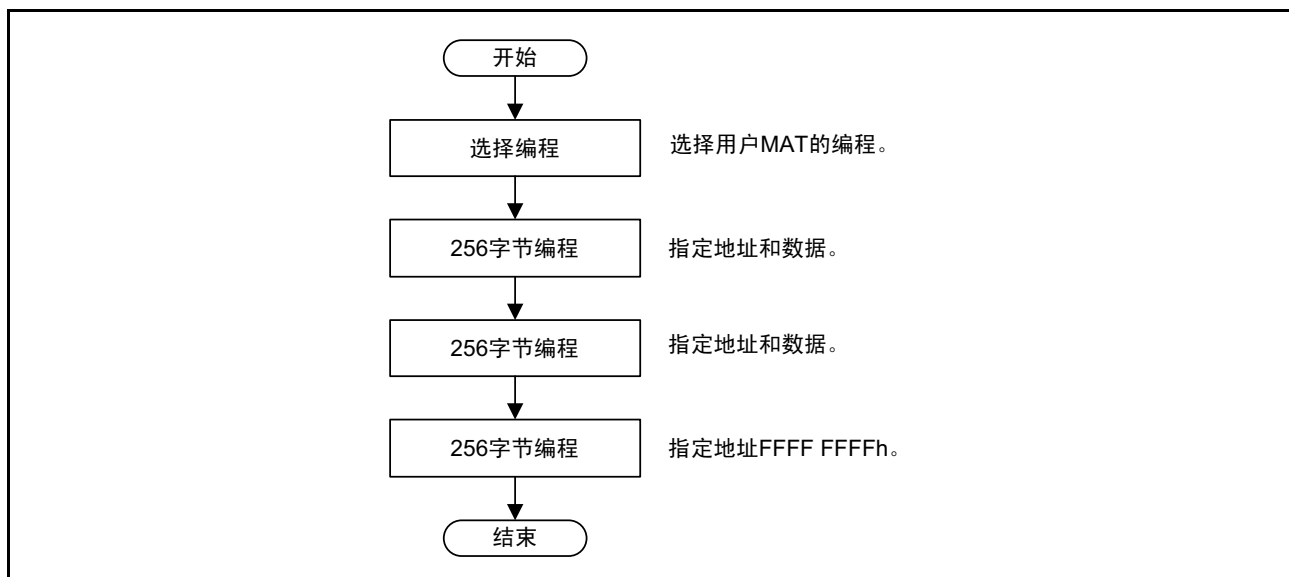 开始
选择编程
选择用户MAT的编程。
256字节编程
指定地址和数据。
256字节编程
指定地址和数据。
256字节编程
指定地址FFFF FFFFh。
结束